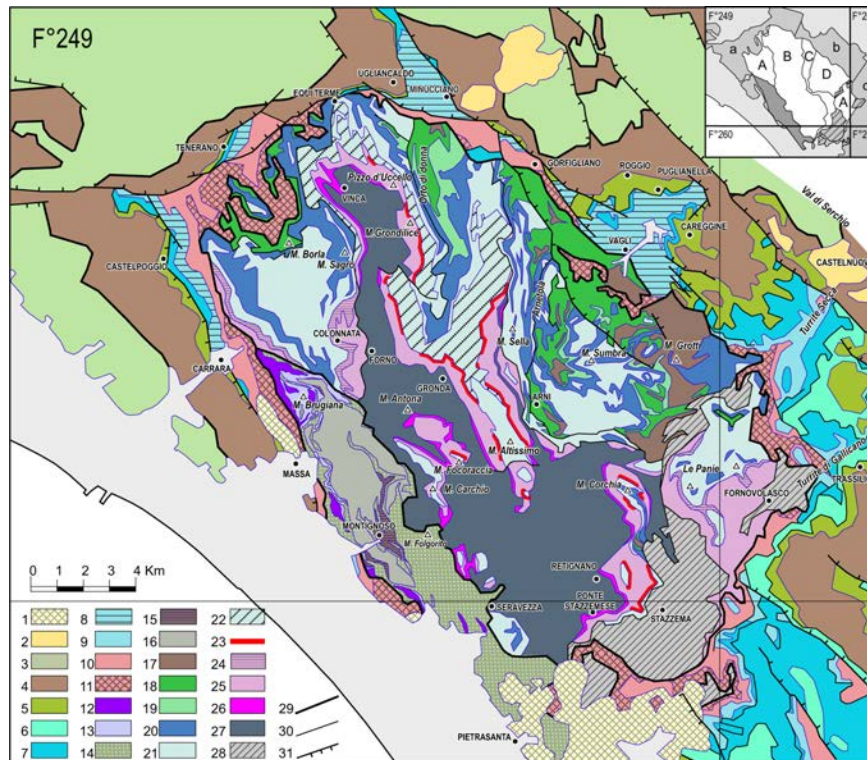 F°249
F°249
F°2
a
b
A
B
C
D
A
F°260
F°2
UGLIANCALDO
MINUCCIANO
EQUI TERME
TENERANO
GORFIGLIANO
ROGGIO
PUGLIANELLA
Pizzo d'Uccello
Orto di donna
VINCA
M. Grondilice
Val di Serchio
CAREGGINE
VAGLI
M. Borla
M. Sagro
CASTELPOGGIO
CASTELNUO
Arnetola
Turrite Secca
COLONNATA
FORNO
M. Sella
M. Sumbra
M. Grotti
CARRARA
GRONDA
ARNI
M. Brugiana
M. Antona
M. Altissimo
Le Panie
MASSA
M. Focoraccia
M. Carchio
M. Corchia
FORNOVOLASCO
Turrite di Gallicano
TRASSILIC
MONTIGNOSO
M. Folgorito
0 1 2 3 4 Km
RETIGNANO
SERAVEZZA
PONTE
STAZZEMESE
STAZZEMA
PIETRASANTA
1 8 15 22
2 9 16 23
3 10 17 24
4 11 18 25
5 12 19 26 29
6 13 20 27 30
7 14 21 28 31